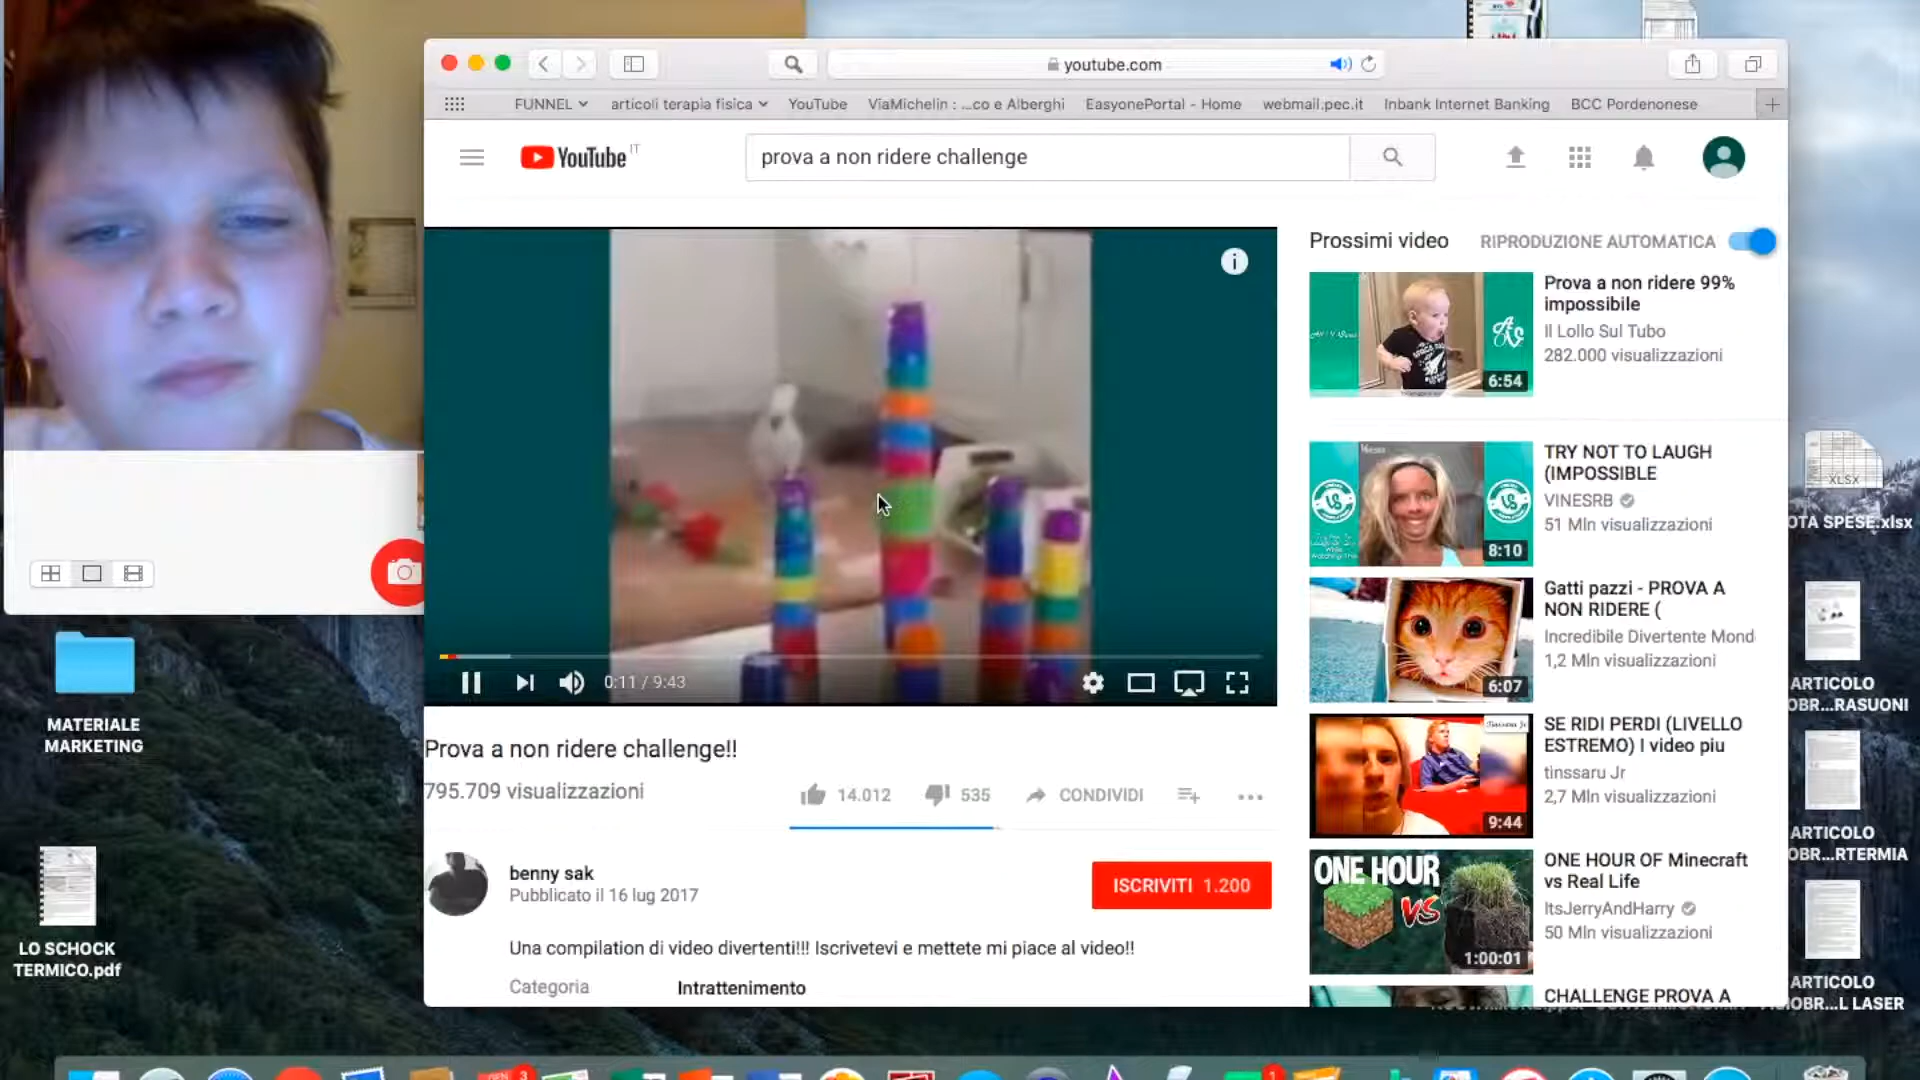 youtube.com
FUNNEL
articoli terapia fisica
YouTube
ViaMichelin : ...co e Alberghi
EasyonePortal - Home
webmail.pec.it
Inbank Internet Banking
BCC Pordenonese
YouTube IT
prova a non ridere challenge
0:11 / 9:43
Prova a non ridere challenge!!
795.709 visualizzazioni
14.012
535
CONDIVIDI
benny sak
Pubblicato il 16 lug 2017
ISCRIVITI 1.200
Una compilation di video divertenti!!! Iscrivetevi e mettete mi piace al video!!
Categoria
Intrattenimento
Prossimi video
RIPRODUZIONE AUTOMATICA
6:54
Prova a non ridere 99%
impossibile
Il Lollo Sul Tubo
282.000 visualizzazioni
8:10
TRY NOT TO LAUGH
(IMPOSSIBLE
VINESRB
51 Mln visualizzazioni
6:07
Gatti pazzi - PROVA A
NON RIDERE (
Incredibile Divertente Mond
1,2 Mln visualizzazioni
9:44
SE RIDI PERDI (LIVELLO
ESTREMO) I video piu
tinssaru Jr
2,7 Mln visualizzazioni
ONE HOUR
VS
1:00:01
ONE HOUR OF Minecraft
vs Real Life
ItsJerryAndHarry
50 Mln visualizzazioni
CHALLENGE PROVA A
MATERIALE
MARKETING
LO SCHOCK
TERMICO.pdf
XLSX
OTA SPESE.xlsx
ARTICOLO
OBR...RASUONI
ARTICOLO
OBR...RTERMIA
ARTICOLO
OBR...L LASER
3
1